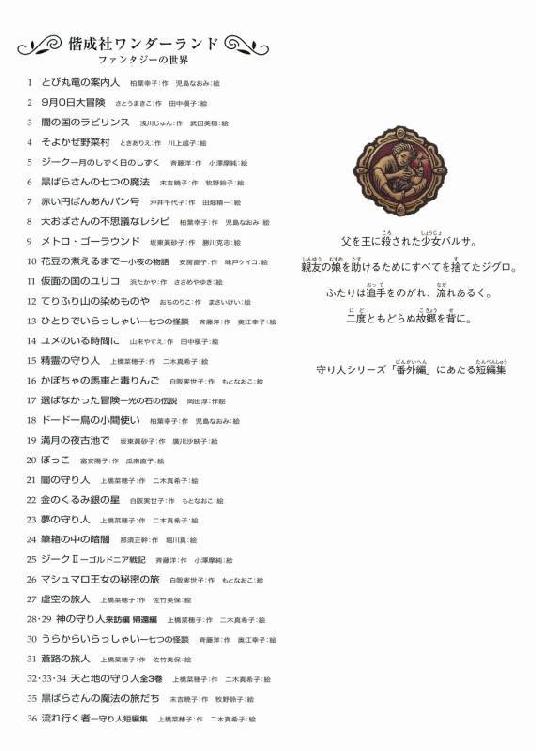 偕成社ワンダーランド
ファンタジーの世界
1 とび丸竜の案内人 柏葉幸子:作 児島なおみ:絵
2 9月0日大冒険 さとうまきこ:作 田中槇子:絵
3 闇の国のラビリンス 浅川じゅん:作 武田美穂:絵
4 そよかぜ野菜村 ときありえ:作 川上越子:絵
5 ジーク―月のしずく日のしずく 斉藤洋:作 小澤摩純:絵
6 黒ばらさんの七つの魔法 末吉暁子:作 牧野鈴子:絵
7 赤い円ばんあんパン号 戸井千代子:作 田畑精一:絵
8 大おばさんの不思議なレシピ 柏葉幸子:作 児島なおみ:絵
9 メトロ・ゴーラウンド 坂東眞砂子:作 勝川克志:絵
10 花豆の煮えるまで―小夜の物語 安房直子:作 味戸ケイコ:絵
11 仮面の国のユリコ 浜たかや:作 ささめやゆき:絵
12 てりふり山の染めものや おちのりこ:作 まさいけい:絵
13 ひとりでいらっしゃい―七つの怪談 斉藤洋:作 奥江幸子:絵
14 ユメのいる時間に 山末やすえ:作 田中槇子:絵
15 精霊の守り人 上橋菜穂子:作 二木真希子:絵
16 かぼちゃの馬車と毒りんご 白阪実世子:作 もとなおこ:絵
17 選ばなかった冒険―光の石の伝説 岡田淳:作絵
18 ドードー鳥の小間使い 柏葉幸子:作 児島なおみ:絵
19 満月の夜古池で 坂東眞砂子:作 廣川沙映子:絵
20 ぼっこ 富安陽子:作 瓜南直子:絵
21 闇の守り人 上橋菜穂子:作 二木真希子:絵
22 金のくるみ銀の星 白阪実世子:作 もとなおこ:絵
23 夢の守り人 上橋菜穂子:作 二木真希子:絵
24 筆箱の中の暗闇 那須正幹:作 堀川真:絵
25 ジークⅡ―ゴルドニア戦記 斉藤洋:作 小澤摩純:絵
26 マシュマロ王女の秘密の旅 白阪実世子:作 もとなおこ:絵
27 虚空の旅人 上橋菜穂子:作 佐竹美保:絵
28・29 神の守り人 来訪編 帰還編 上橋菜穂子:作 二木真希子:絵
30 うらからいらっしゃい―七つの怪談 斉藤洋:作 奥江幸子:絵
31 蒼路の旅人 上橋菜穂子:作 佐竹美保:絵
32・33・34 天と地の守り人 全3巻 上橋菜穂子:作 二木真希子:絵
35 黒ばらさんの魔法の旅だち 末吉暁子:作 牧野鈴子:絵
36 流れ行く者―守り人短編集 上橋菜穂子:作 二木真希子:絵
父を王に殺された少女バルサ。
親友の娘を助けるためにすべてを捨てたジグロ。
ふたりは追手をのがれ、流れあるく。
二度ともどらぬ故郷を背に。
守り人シリーズ「番外編」にあたる短編集